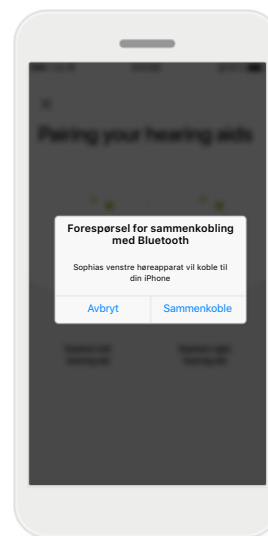 Pairing your hearing aids
Forespørsel for sammenkobling
med Bluetooth
Sophias venstre høreapparat vil koble til
din iPhone
Avbryt
Sammenkoble